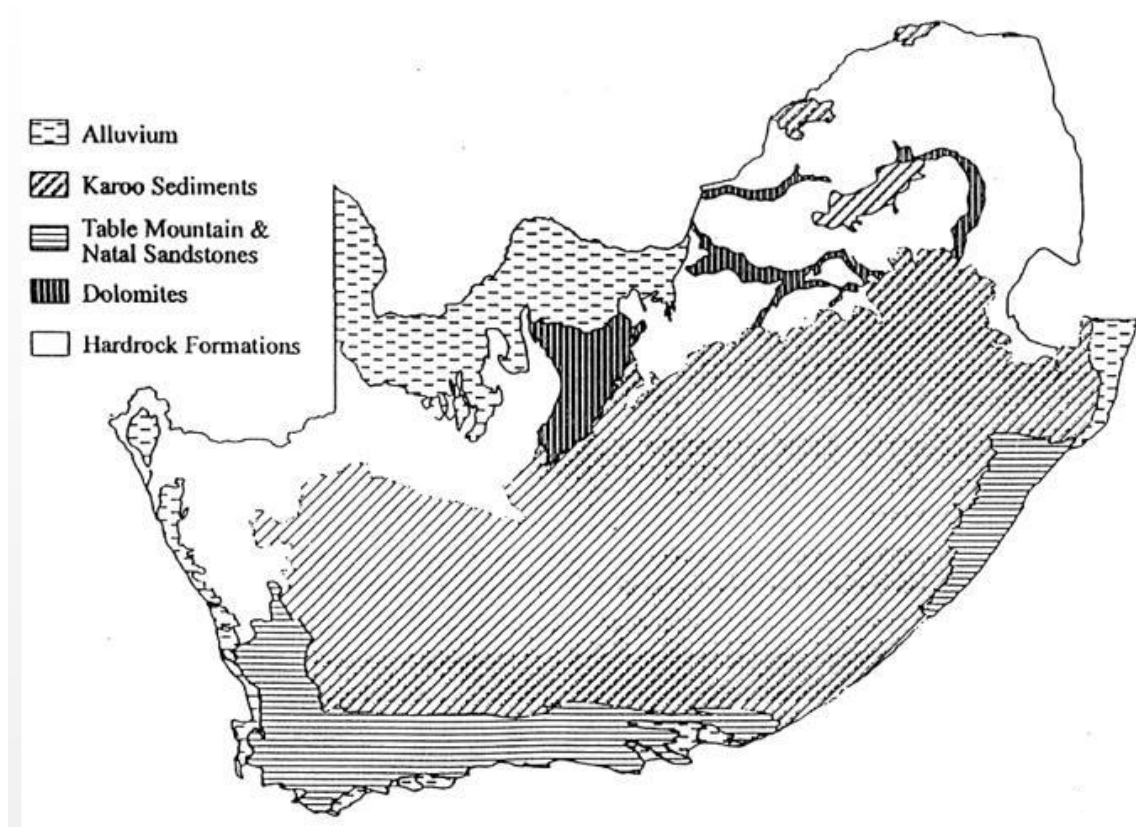 Alluvium
Karoo Sediments
Table Mountain &
Natal Sandstones
Dolomites
Hardrock Formations